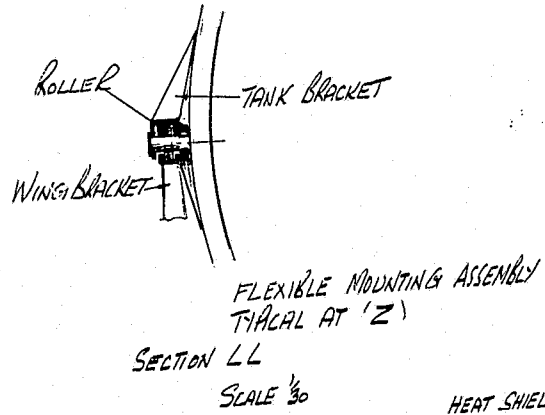 ROLLER
TANK BRACKET
WING BRACKET
FLEXIBLE MOUNTING ASSEMBLY
TYPICAL AT 'Z'
SECTION LL
SCALE 1/30
HEAT SHIEL